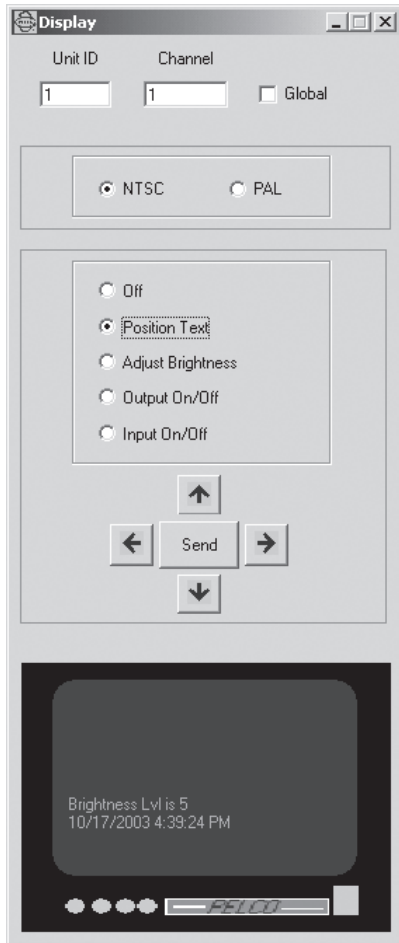 Display
Unit ID Channel
1 1 Global
NTSC PAL
Off
Position Text
Adjust Brightness
Output On/Off
Input On/Off
Send
Brightness Lvl is 5
10/17/2003 4:39:24 PM
PELCO